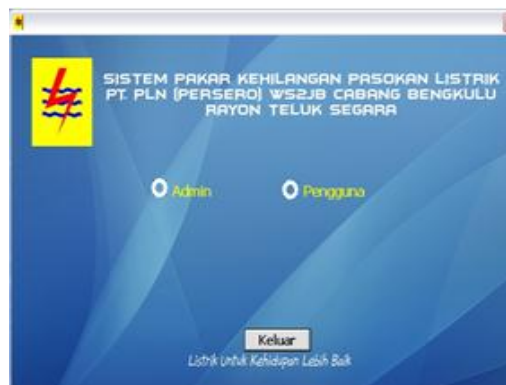 SISTEM PAKAR KEHILANGAN PASOKAN LISTRIK
PT. PLN (PERSERO) WS2JB CABANG BENGKULU
RAYON TELUK SEGARA
Admin
Pengguna
Keluar
Listrik Untuk Kehidupan Lebih Baik